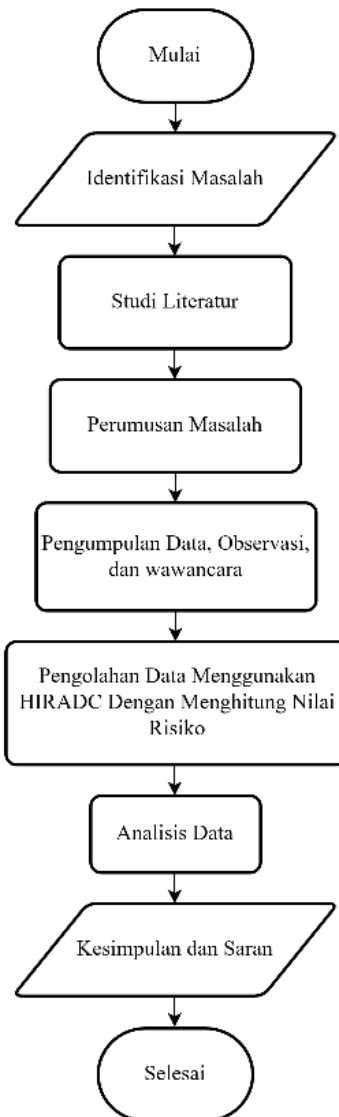 Mulai
Identifikasi Masalah
Studi Literatur
Perumusan Masalah
Pengumpulan Data, Observasi,
dan wawancara
Pengolahan Data Menggunakan
HIRADC Dengan Menghitung Nilai
Risiko
Analisis Data
Kesimpulan dan Saran
Selesai